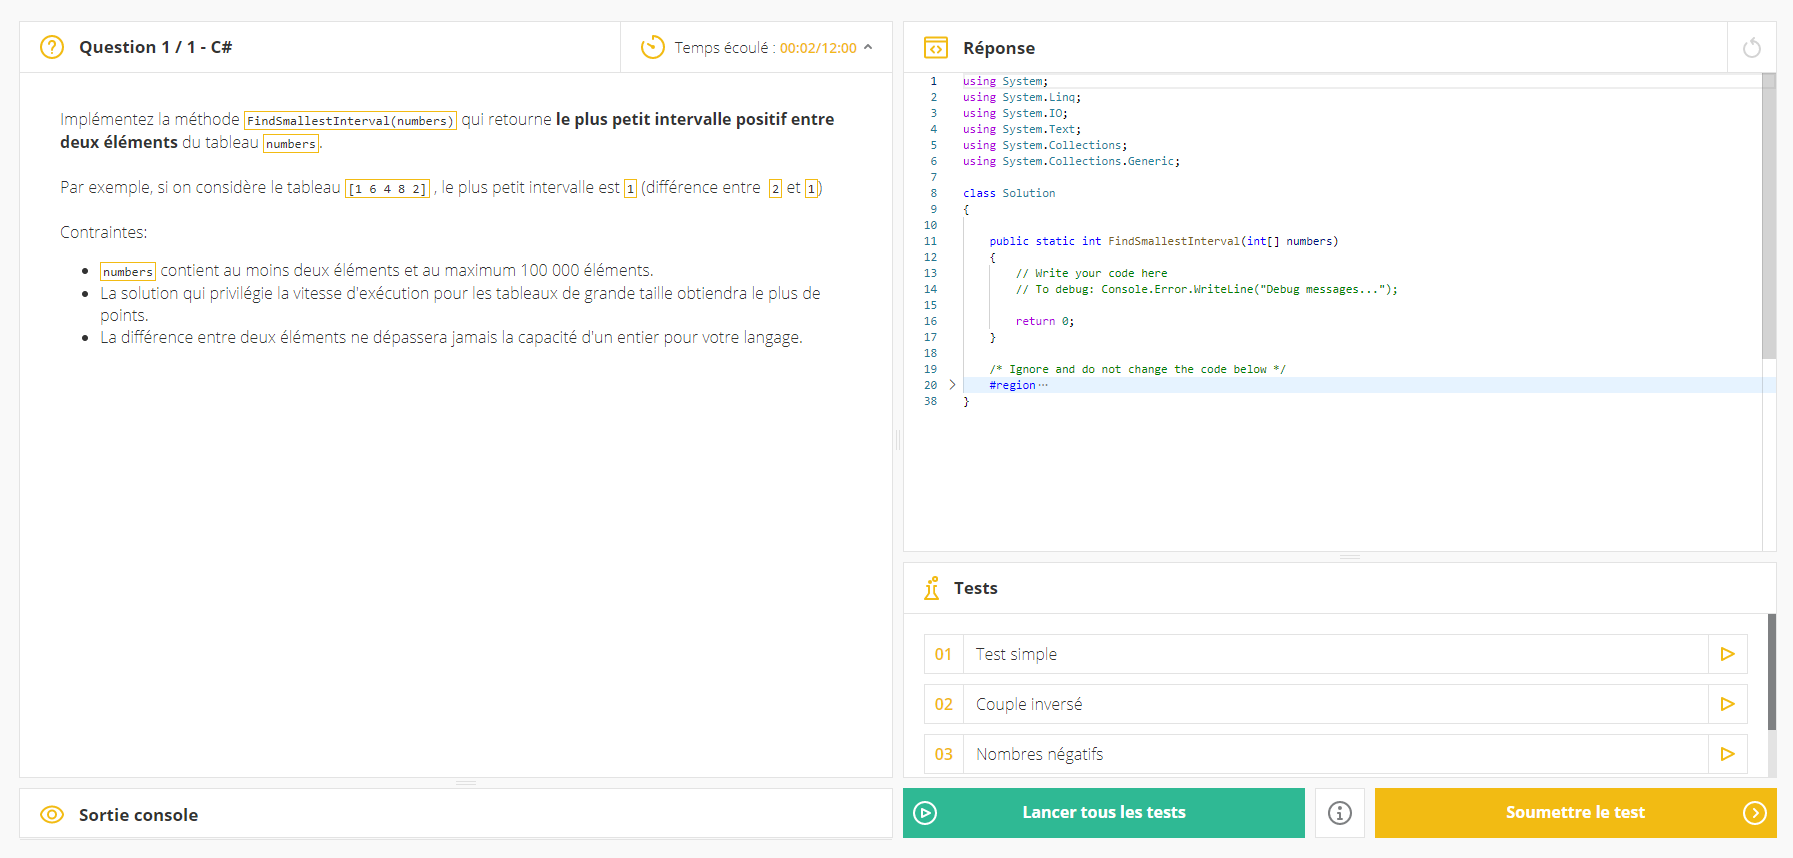 Question 1 / 1 - C#
Temps écoulé : 00:02/12:00
Implémentez la méthode FindSmallestInterval(numbers) qui retourne le plus petit intervalle positif entre
deux éléments du tableau numbers.
Par exemple, si on considère le tableau [1 6 4 8 2] , le plus petit intervalle est 1 (différence entre 2 et 1)
Contraintes:
• numbers contient au moins deux éléments et au maximum 100 000 éléments.
• La solution qui privilégie la vitesse d'exécution pour les tableaux de grande taille obtiendra le plus de
points.
• La différence entre deux éléments ne dépassera jamais la capacité d'un entier pour votre langage.
Sortie console
Réponse
1 using System;
2 using System.Linq;
3 using System.IO;
4 using System.Text;
5 using System.Collections;
6 using System.Collections.Generic;
7
8 class Solution
9 {
10
11 public static int FindSmallestInterval(int[] numbers)
12 {
13 // Write your code here
14 // To debug: Console.Error.WriteLine("Debug messages...");
15
16 return 0;
17 }
18
19 /* Ignore and do not change the code below */
20 #region ...
38 }
Tests
01 Test simple
02 Couple inversé
03 Nombres négatifs
Lancer tous les tests
Soumettre le test